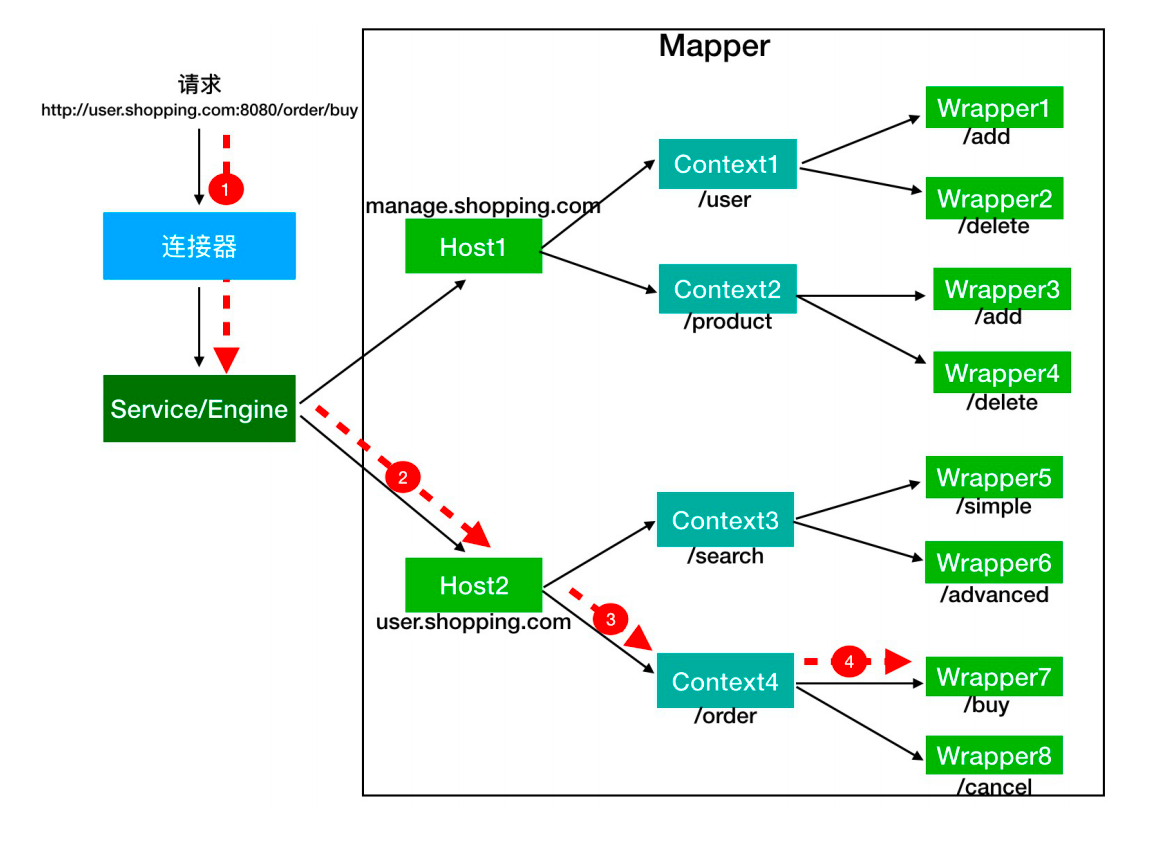 Mapper
请求
http://user.shopping.com:8080/order/buy
1
连接器
Service/Engine
manage.shopping.com
Host1
Context1
/user
Wrapper1
/add
Wrapper2
/delete
Context2
/product
Wrapper3
/add
Wrapper4
/delete
2
Host2
user.shopping.com
Context3
/search
Wrapper5
/simple
Wrapper6
/advanced
3
Context4
/order
4
Wrapper7
/buy
Wrapper8
/cancel